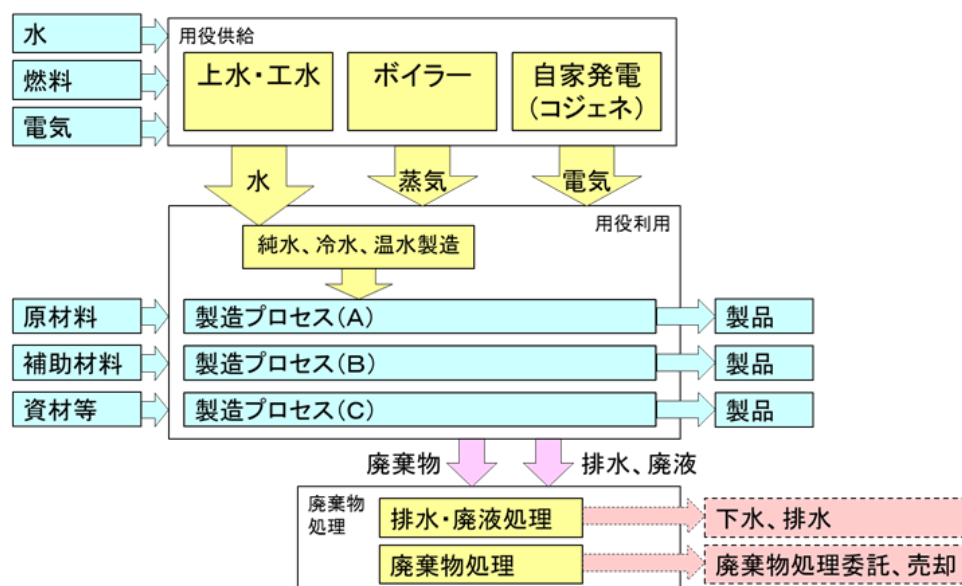 水
燃料
電気
用役供給
上水・工水
ボイラー
自家発電
(コジェネ)
水
蒸気
電気
用役利用
純水、冷水、温水製造
原材料
製造プロセス(A)
製品
補助材料
製造プロセス(B)
製品
資材等
製造プロセス(C)
製品
廃棄物
排水、廃液
廃棄物
処理
排水・廃液処理
下水、排水
廃棄物処理
廃棄物処理委託、売却